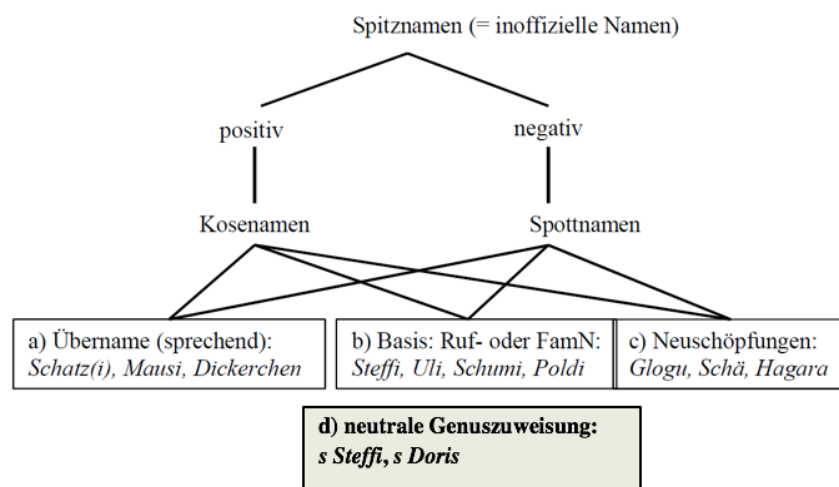 Spitznamen (= inoffizielle Namen)
positiv
negativ
Kosenamen
Spottnamen
a) Übername (sprechend):
Schatz(i), Mausi, Dickerchen
b) Basis: Ruf- oder FamN:
Steffi, Uli, Schumi, Poldi
c) Neuschöpfungen:
Glogu, Schä, Hagara
d) neutrale Genuszuweisung:
s Steffi, s Doris